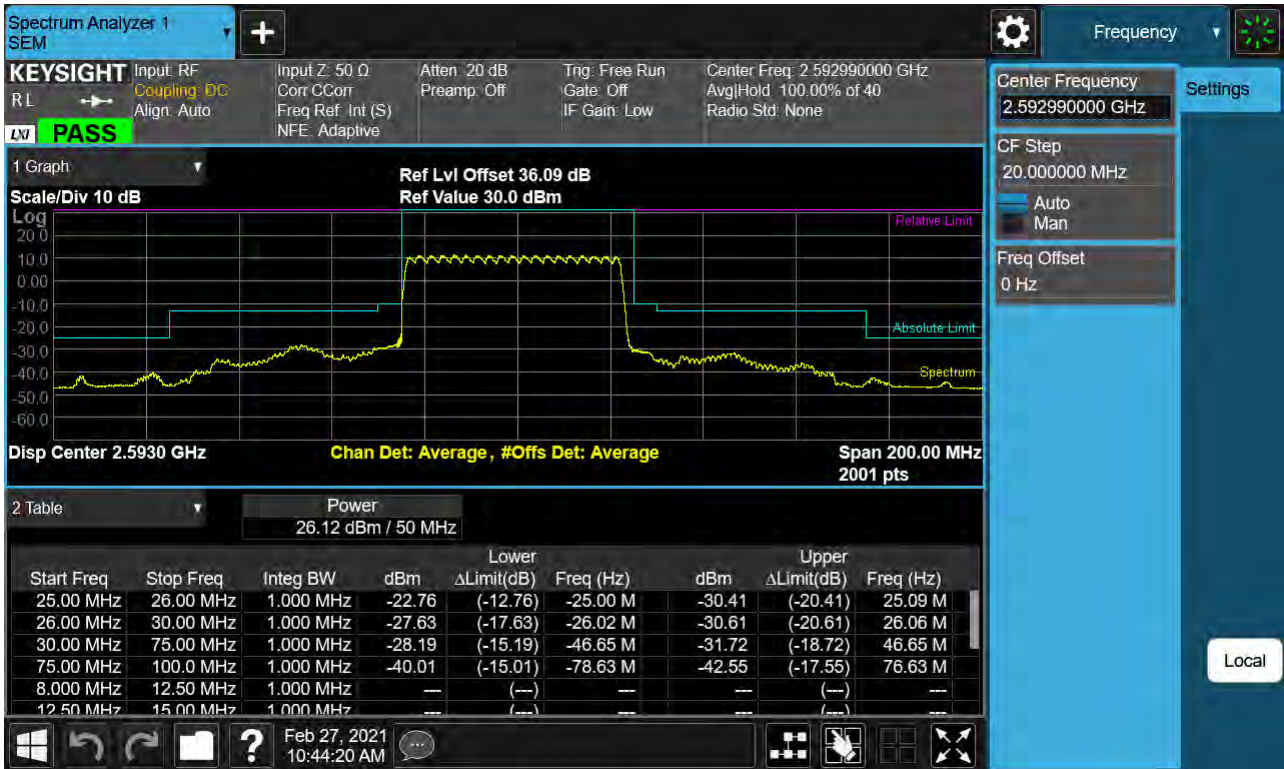 Spectrum Analyzer 1
SEM
+
Frequency
KEYSIGHT
RL
LXI PASS
Input: RF
Coupling: DC
Align: Auto
Input Z: 50 Ω
Corr CCorr
Freq Ref: Int (S)
NFE: Adaptive
Atten: 20 dB
Preamp: Off
Trig: Free Run
Gate: Off
IF Gain: Low
Center Freq: 2.592990000 GHz
Avg|Hold: 100.00% of 40
Radio Std: None
Center Frequency
2.592990000 GHz
Settings
CF Step
20.000000 MHz
Auto
Man
Freq Offset
0 Hz
1 Graph
Ref Lvl Offset 36.09 dB
Scale/Div 10 dB Ref Value 30.0 dBm
Log
20.0
10.0
0.00
-10.0
-20.0
-30.0
-40.0
-50.0
-60.0
Relative Limit
Absolute Limit
Spectrum
Disp Center 2.5930 GHz Chan Det: Average, #Offs Det: Average Span 200.00 MHz
2001 pts
2 Table Power
26.12 dBm / 50 MHz
Lower Upper
Start Freq Stop Freq Integ BW dBm ΔLimit(dB) Freq (Hz) dBm ΔLimit(dB) Freq (Hz)
25.00 MHz 26.00 MHz 1.000 MHz -22.76 (-12.76) -25.00 M -30.41 (-20.41) 25.09 M
26.00 MHz 30.00 MHz 1.000 MHz -27.63 (-17.63) -26.02 M -30.61 (-20.61) 26.06 M
30.00 MHz 75.00 MHz 1.000 MHz -28.19 (-15.19) -46.65 M -31.72 (-18.72) 46.65 M
75.00 MHz 100.0 MHz 1.000 MHz -40.01 (-15.01) -78.63 M -42.55 (-17.55) 76.63 M
8.000 MHz 12.50 MHz 1.000 MHz --- (---) --- --- (---) ---
12.50 MHz 15.00 MHz 1.000 MHz --- (---) --- --- (---) ---
Local
? Feb 27, 2021
10:44:20 AM